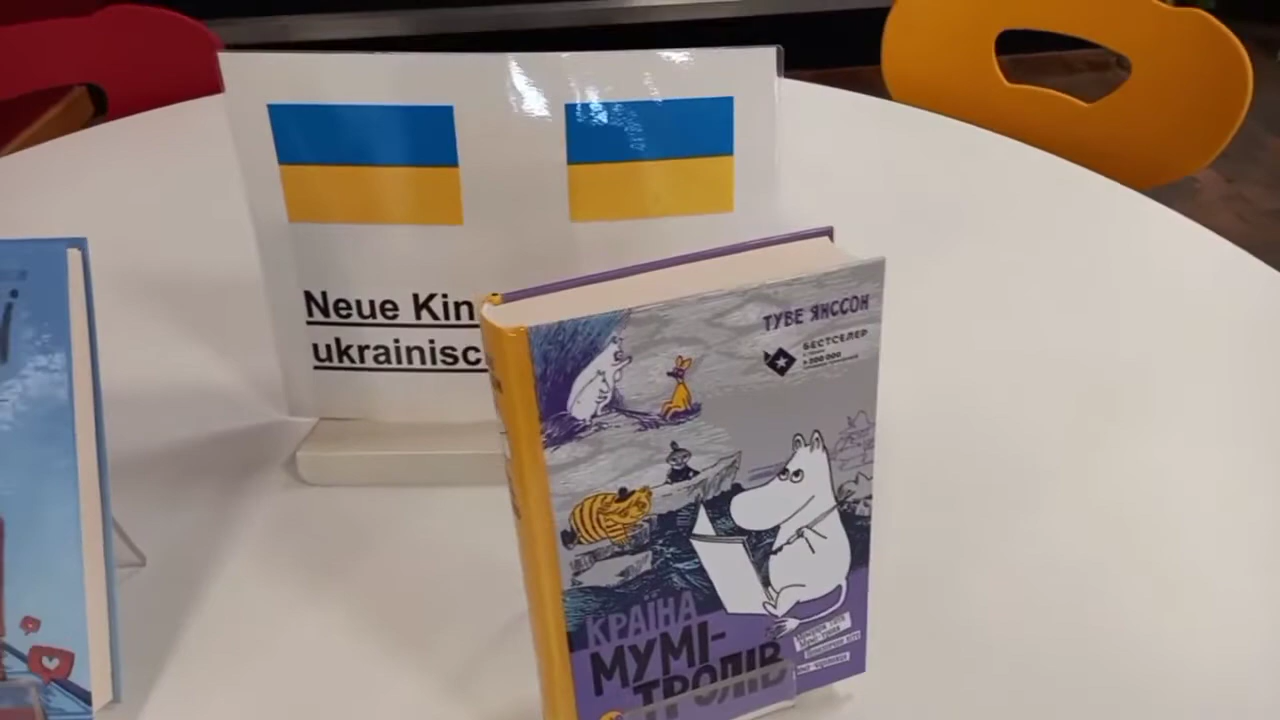 Neue Kin
ukrainisc
ТУВЕ ЯНССОН
БЕСТСЕЛЕР
КРАЇНА
МУМІ-
ТРОЛІВ